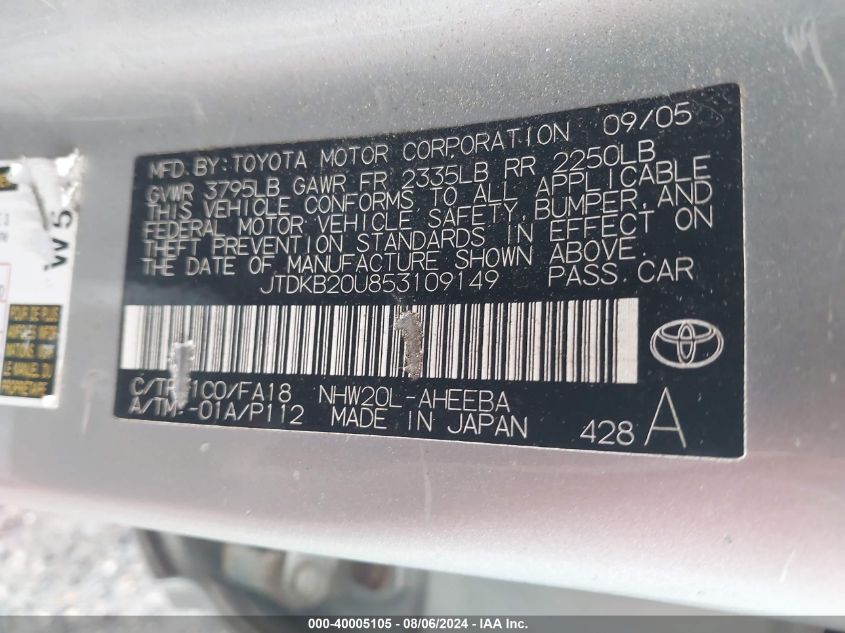 MFD. BY: TOYOTA MOTOR CORPORATION 09/05
GVWR 3795LB GAWR FR 2335LB RR 2250LB
THIS VEHICLE CONFORMS TO ALL APPLICABLE
FEDERAL MOTOR VEHICLE SAFETY, BUMPER, AND
THEFT PREVENTION STANDARDS IN EFFECT ON
THE DATE OF MANUFACTURE SHOWN ABOVE.
JTDKB20U853109149 PASS. CAR
1CO/FA18 NHW20L-AHEEBA
A/TM -01A/P112 MADE IN JAPAN
428 A
W5
000-40005105 - 08/06/2024 - IAA Inc.